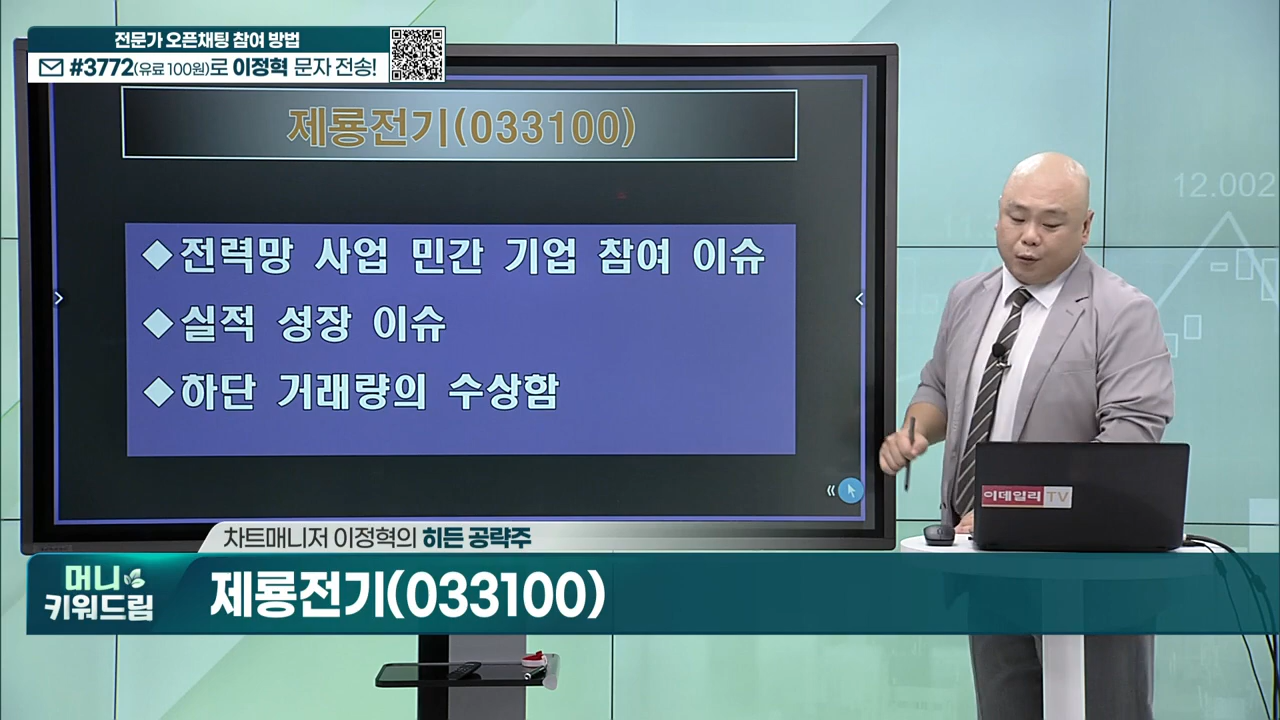 전문가 오픈채팅 참여 방법
#3772(유료 100원)로 이정혁 문자 전송!
제룡전기(033100)
◆전력망 사업 민간 기업 참여 이슈
◆실적 성장 이슈
◆하단 거래량의 수상함
12.002
이데일리TV
차트매니저 이정혁의 히든 공략주
머니
키워드림
제룡전기(033100)